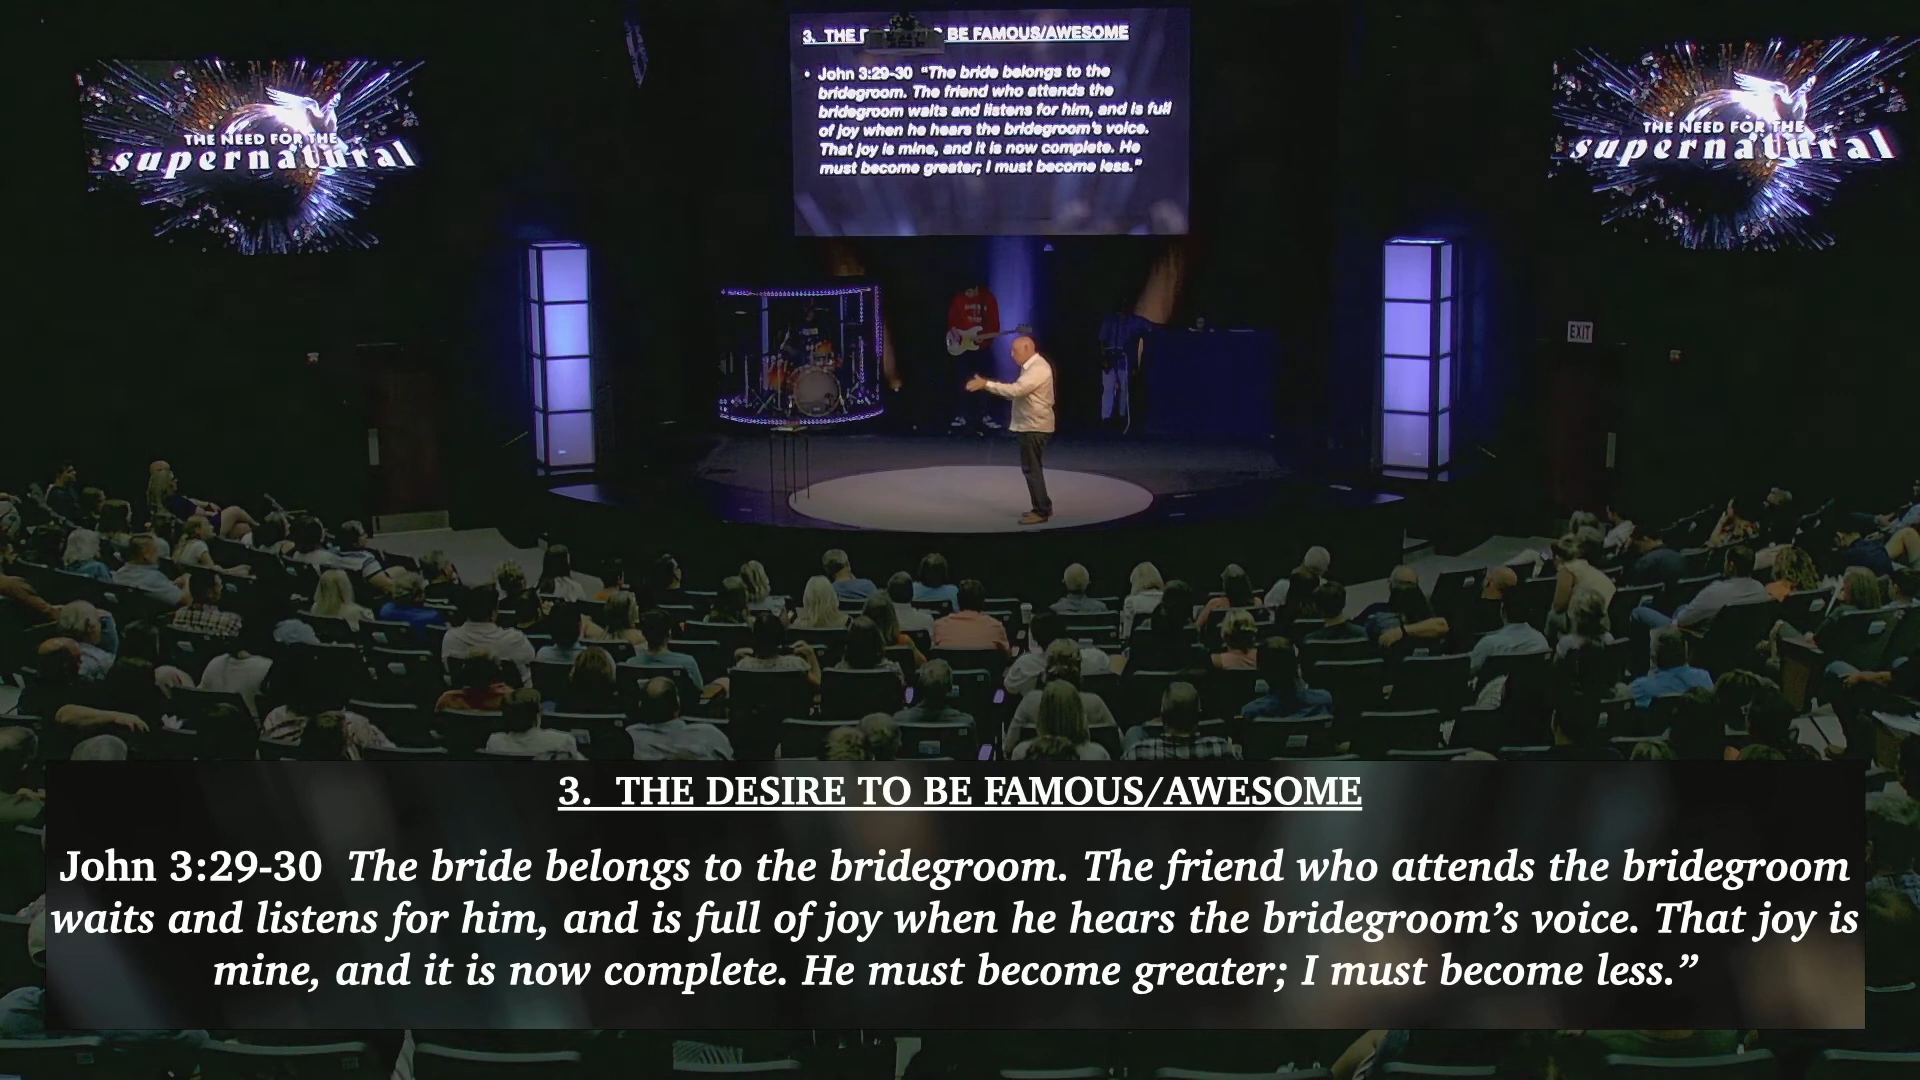 THE NEED FOR THE
supernatural
3. THE TO BE FAMOUS/AWESOME
• John 3:29-30 “The bride belongs to the
bridegroom. The friend who attends the
bridegroom waits and listens for him, and is full
of joy when he hears the bridegroom’s voice.
That joy is mine, and it is now complete. He
must become greater; I must become less.”
THE NEED FOR THE
supernatural
EXIT
3. THE DESIRE TO BE FAMOUS/AWESOME
John 3:29-30 The bride belongs to the bridegroom. The friend who attends the bridegroom
waits and listens for him, and is full of joy when he hears the bridegroom’s voice. That joy is
mine, and it is now complete. He must become greater; I must become less.”